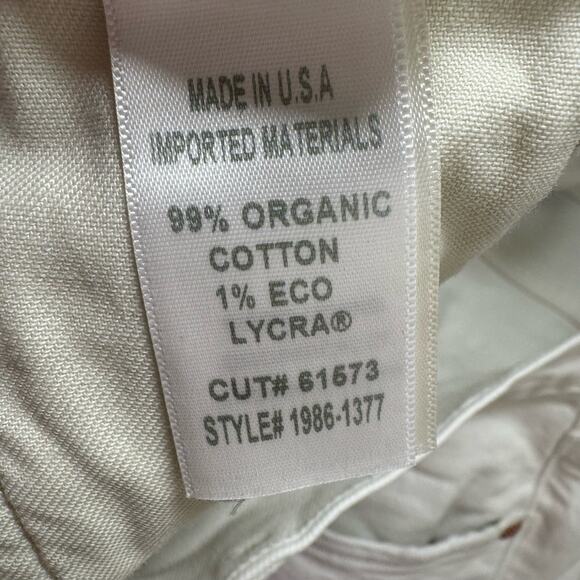 MADE IN U.S.A
IMPORTED MATERIALS
99% ORGANIC
COTTON
1% ECO
LYCRA®
CUT# 61573
STYLE# 1986-1377